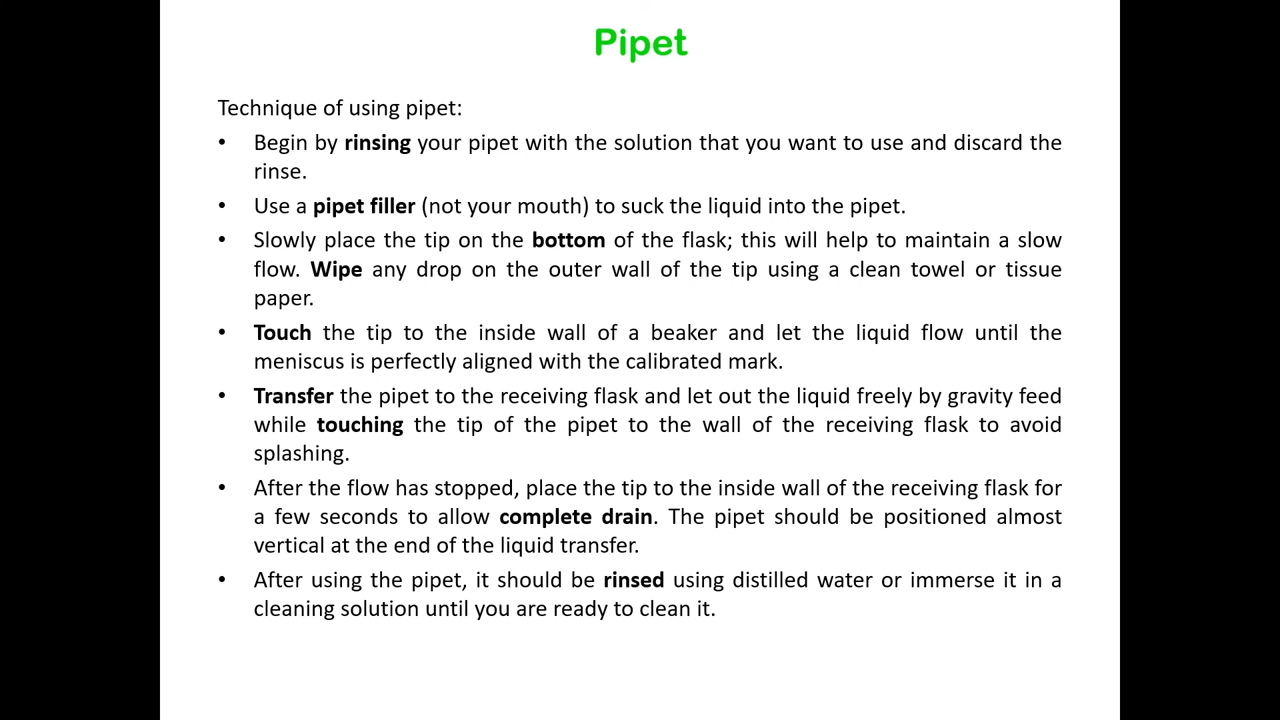 Pipet
Technique of using pipet:
• Begin by rinsing your pipet with the solution that you want to use and discard the
rinse.
• Use a pipet filler (not your mouth) to suck the liquid into the pipet.
• Slowly place the tip on the bottom of the flask; this will help to maintain a slow
flow. Wipe any drop on the outer wall of the tip using a clean towel or tissue
paper.
• Touch the tip to the inside wall of a beaker and let the liquid flow until the
meniscus is perfectly aligned with the calibrated mark.
• Transfer the pipet to the receiving flask and let out the liquid freely by gravity feed
while touching the tip of the pipet to the wall of the receiving flask to avoid
splashing.
• After the flow has stopped, place the tip to the inside wall of the receiving flask for
a few seconds to allow complete drain. The pipet should be positioned almost
vertical at the end of the liquid transfer.
• After using the pipet, it should be rinsed using distilled water or immerse it in a
cleaning solution until you are ready to clean it.